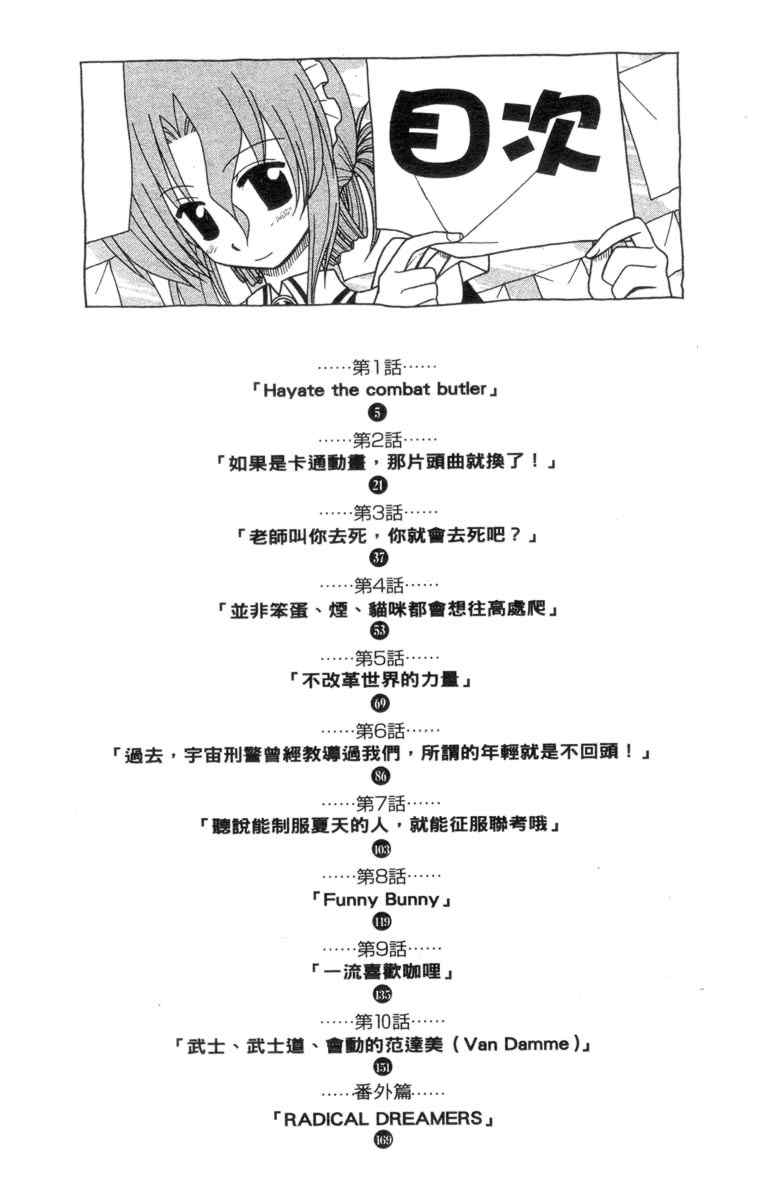 目次
……第1話……
「Hayate the combat butler」
5
……第2話……
「如果是卡通動畫，那片頭曲就換了！」
21
……第3話……
「老師叫你去死，你就會去死吧？」
37
……第4話……
「並非笨蛋、煙、貓咪都會想往高處爬」
53
……第5話……
「不改革世界的力量」
69
……第6話……
「過去，宇宙刑警曾經教導過我們，所謂的年輕就是不回頭！」
86
……第7話……
「聽說能制服夏天的人，就能征服聯考哦」
103
……第8話……
「Funny Bunny」
119
……第9話……
「一流喜歡咖哩」
135
……第10話……
「武士、武士道、會動的范達美（Van Damme）」
151
……番外篇……
「RADICAL DREAMERS」
169